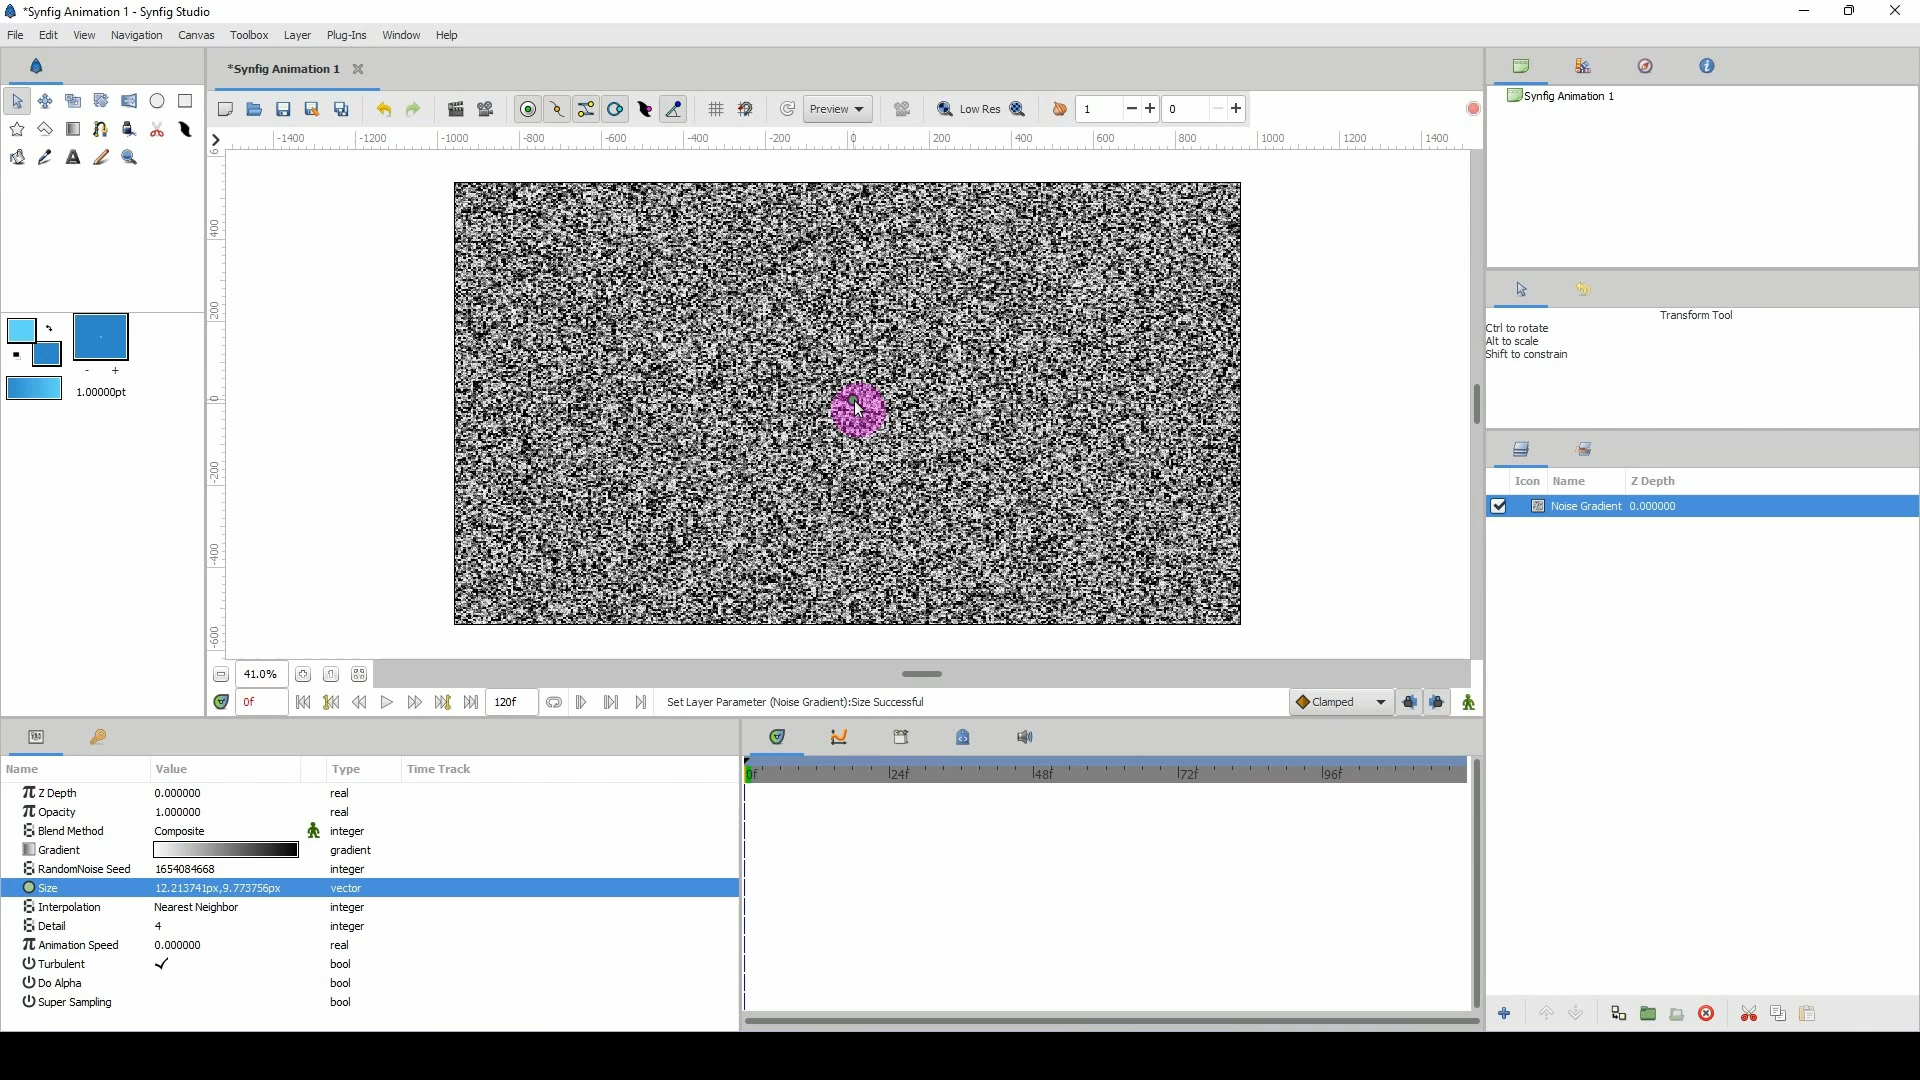 *Synfig Animation 1 - Synfig Studio
File Edit View Navigation Canvas Toolbox Layer Plug-Ins Window Help
*Synfig Animation 1
Preview Low Res 1 0
-1400 -1200 -1000 -800 -600 -400 -200 0 200 400 600 800 1000 1200 1400
400
200
0
-200
-400
-600
Synfig Animation 1
Transform Tool
Ctrl to rotate
Alt to scale
Shift to constrain
- +
1.00000pt
Icon Name Z Depth
Noise Gradient 0.000000
41.0%
0f 120f Set Layer Parameter (Noise Gradient):Size Successful Clamped
Name Value Type Time Track
0f 24f 48f 72f 96f
Z Depth 0.000000 real
Opacity 1.000000 real
Blend Method Composite integer
Gradient gradient
RandomNoise Seed 1654084668 integer
Size 12.213741px,9.773756px vector
Interpolation Nearest Neighbor integer
Detail 4 integer
Animation Speed 0.000000 real
Turbulent bool
Do Alpha bool
Super Sampling bool